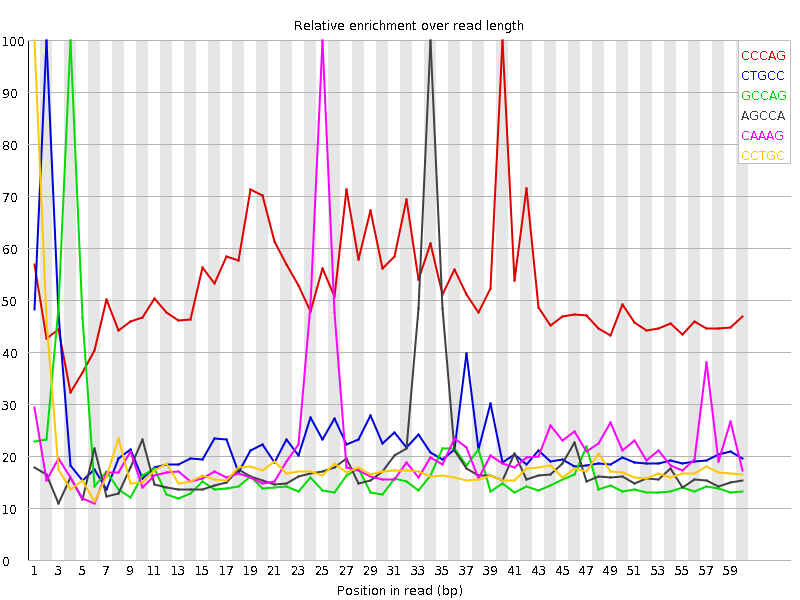 Relative enrichment over read length
100
90
80
70
60
50
40
30
20
10
0
CCCAG
CTGCC
GCCAG
AGCCA
CAAAG
CCTGC
1 3 5 7 9 11 13 15 17 19 21 23 25 27 29 31 33 35 37 39 41 43 45 47 49 51 53 55 57 59
Position in read (bp)